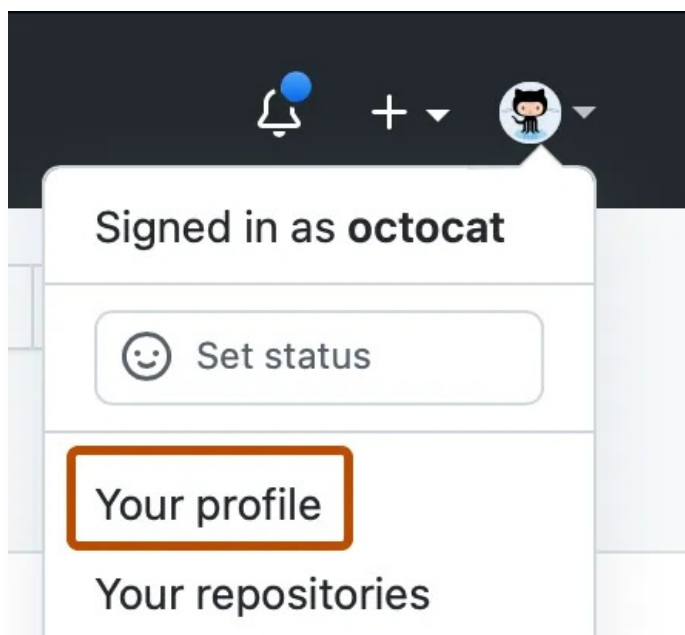 Signed in as octocat
Set status
Your profile
Your repositories